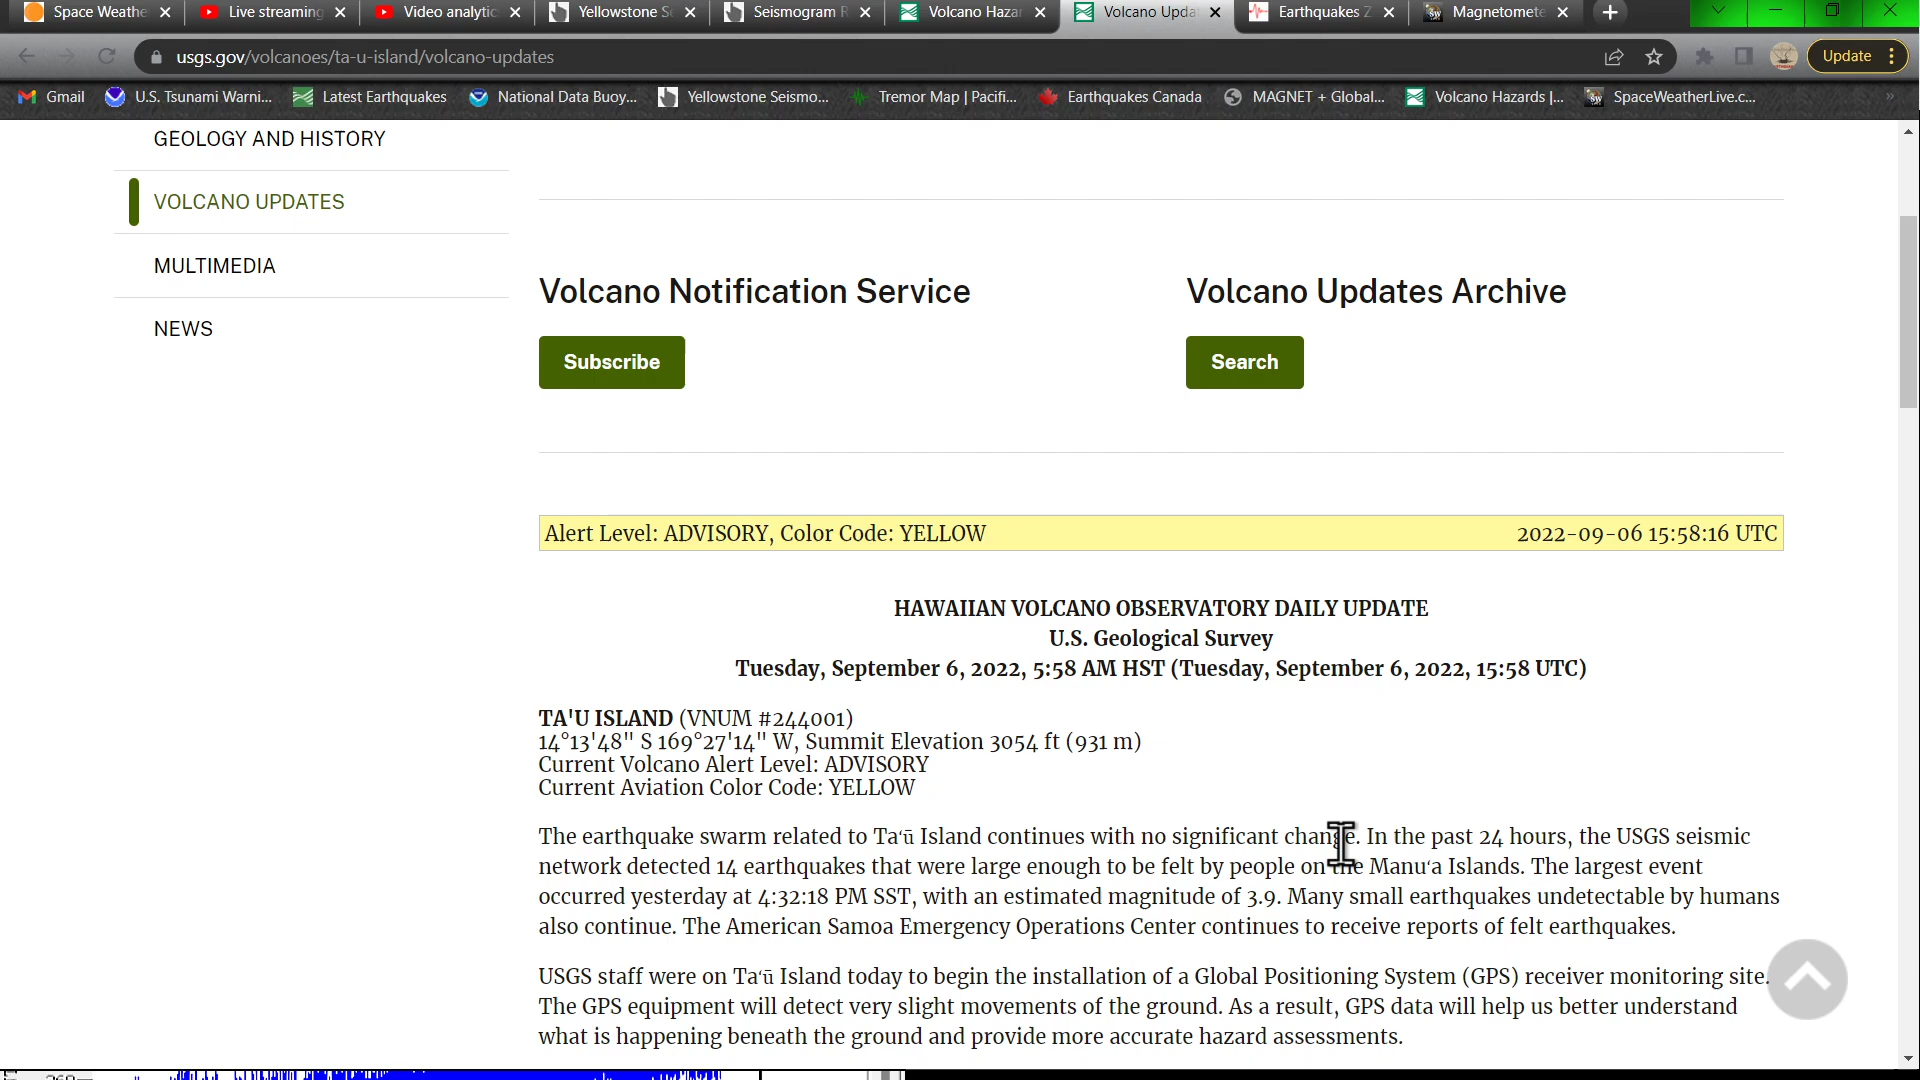 Space Weathe
Live streaming
Video analytic
Yellowstone Se
Seismogram R
Volcano Hazar
Volcano Updat
Earthquakes Z
Magnetomete
usgs.gov/volcanoes/ta-u-island/volcano-updates
Update
Gmail
U.S. Tsunami Warni...
Latest Earthquakes
National Data Buoy...
Yellowstone Seismo...
Tremor Map | Pacifi...
Earthquakes Canada
MAGNET + Global...
Volcano Hazards |...
SpaceWeatherLive.c...
GEOLOGY AND HISTORY
VOLCANO UPDATES
MULTIMEDIA
NEWS
Volcano Notification Service
Subscribe
Volcano Updates Archive
Search
Alert Level: ADVISORY, Color Code: YELLOW 2022-09-06 15:58:16 UTC
HAWAIIAN VOLCANO OBSERVATORY DAILY UPDATE
U.S. Geological Survey
Tuesday, September 6, 2022, 5:58 AM HST (Tuesday, September 6, 2022, 15:58 UTC)
TA'U ISLAND (VNUM #244001)
14°13'48" S 169°27'14" W, Summit Elevation 3054 ft (931 m)
Current Volcano Alert Level: ADVISORY
Current Aviation Color Code: YELLOW
The earthquake swarm related to Taʻū Island continues with no significant change. In the past 24 hours, the USGS seismic
network detected 14 earthquakes that were large enough to be felt by people on the Manuʻa Islands. The largest event
occurred yesterday at 4:32:18 PM SST, with an estimated magnitude of 3.9. Many small earthquakes undetectable by humans
also continue. The American Samoa Emergency Operations Center continues to receive reports of felt earthquakes.
USGS staff were on Taʻū Island today to begin the installation of a Global Positioning System (GPS) receiver monitoring site.
The GPS equipment will detect very slight movements of the ground. As a result, GPS data will help us better understand
what is happening beneath the ground and provide more accurate hazard assessments.